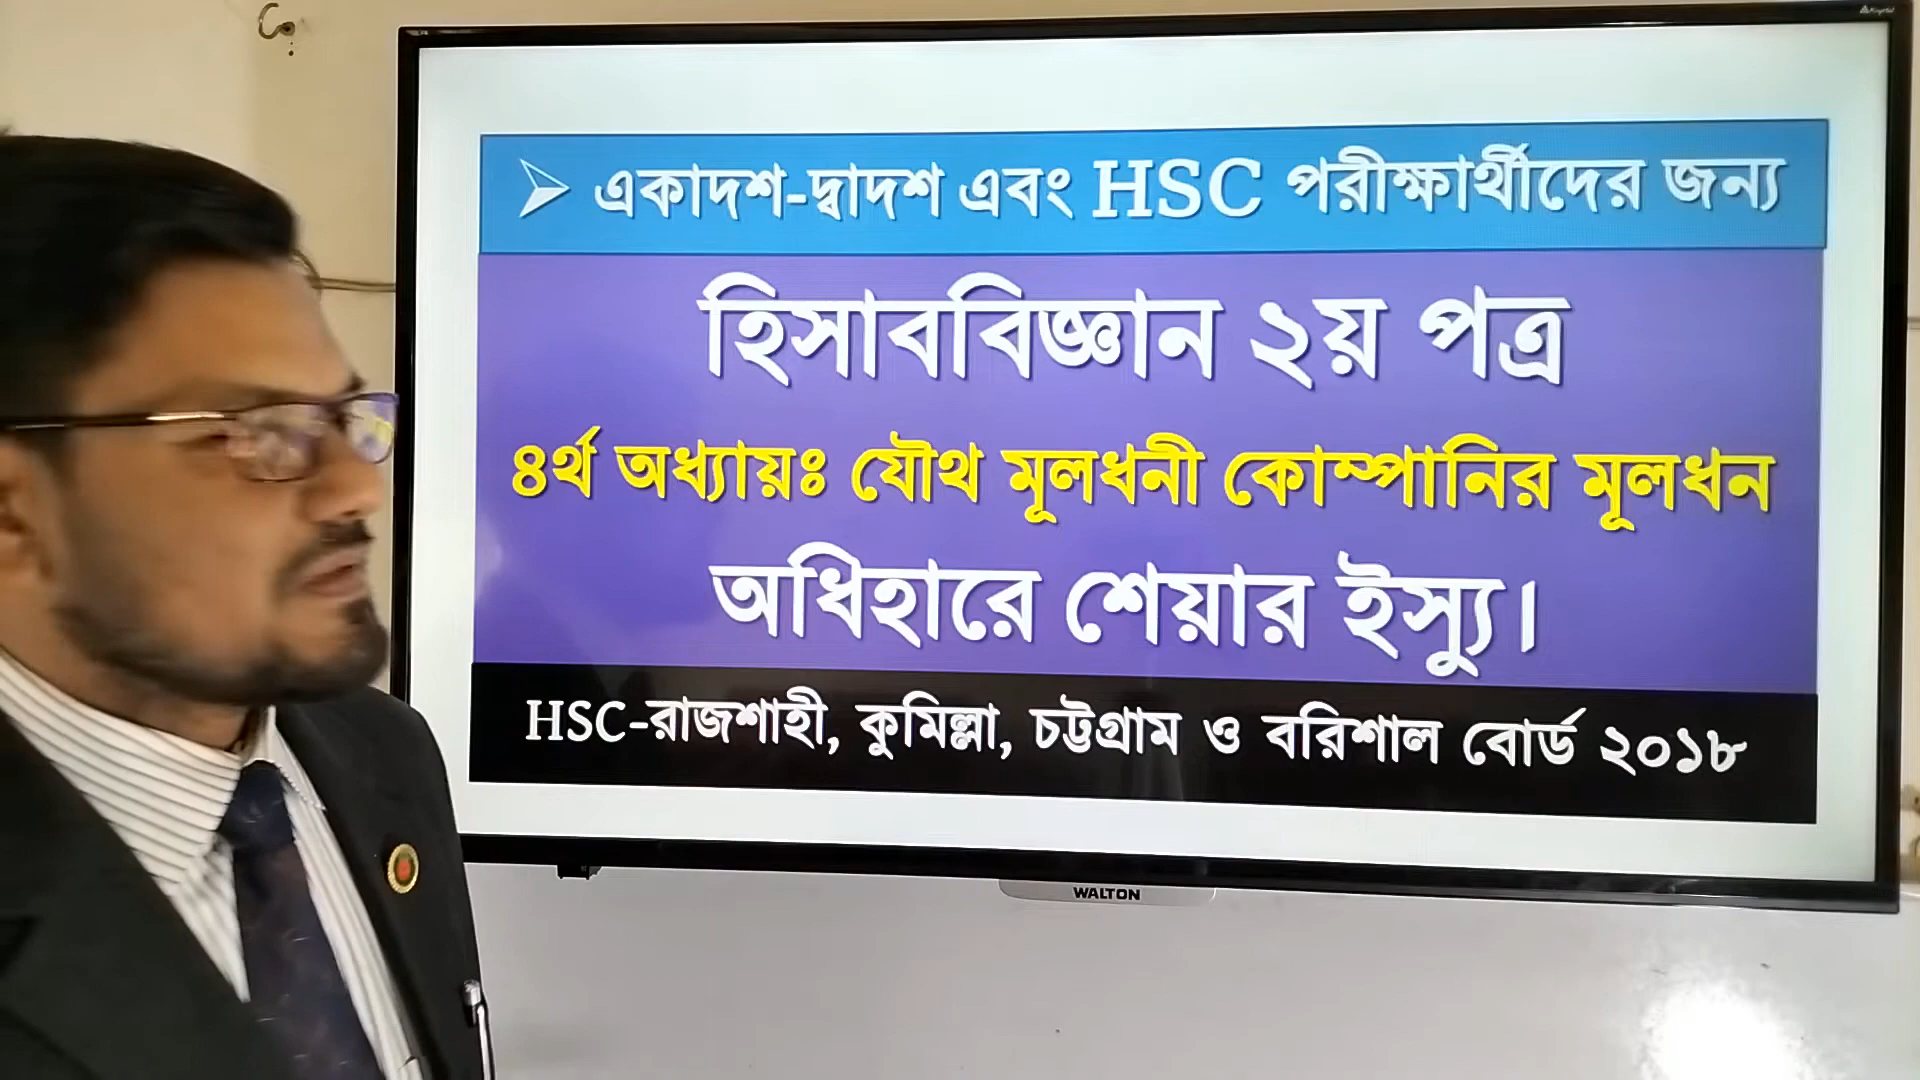 একাদশ-দ্বাদশ এবং HSC পরীক্ষার্থীদের জন্য
হিসাববিজ্ঞান ২য় পত্র
৪র্থ অধ্যায়ঃ যৌথ মূলধনী কোম্পানির মূলধন
অধিহারে শেয়ার ইস্যু।
HSC-রাজশাহী, কুমিল্লা, চট্টগ্রাম ও বরিশাল বোর্ড ২০১৮
WALTON